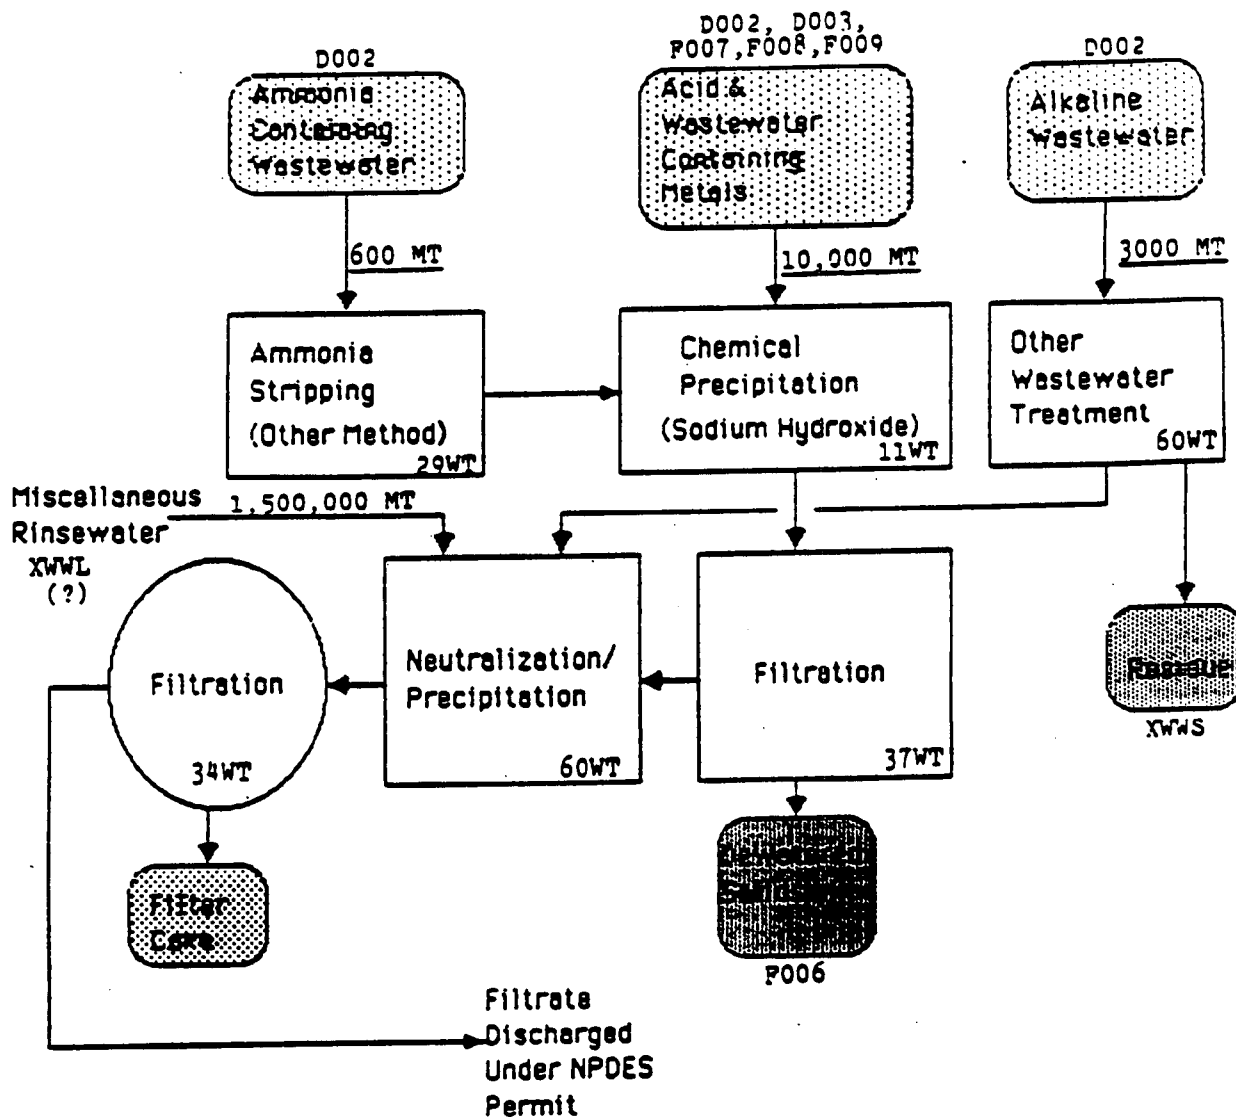 D002
Ammonia
Containing
Wastewater
D002, D003,
F007,F008,F009
Acid &
Wastewater
Containing
Metals
D002
Alkaline
Wastewater
600 MT
10,000 MT
3000 MT
Ammonia
Stripping
(Other Method)
29WT
Chemical
Precipitation
(Sodium Hydroxide)
11WT
Other
Wastewater
Treatment
60WT
Miscellaneous
Rinsewater
XWWL
(?)
1,500,000 MT
Filtration
34WT
Neutralization/
Precipitation
60WT
Filtration
37WT
Residue
XWWS
Filter
Cake
F006
Filtrate
Discharged
Under NPDES
Permit